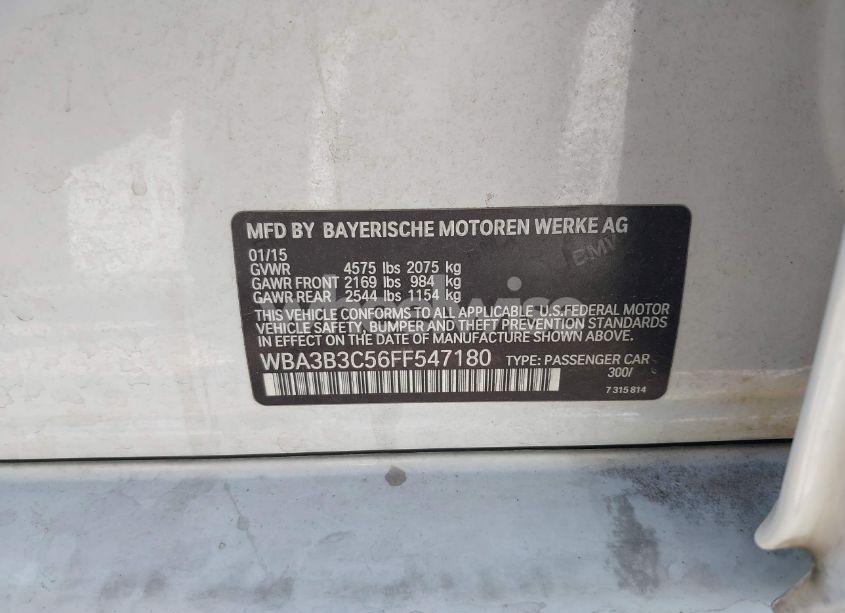 MFD BY BAYERISCHE MOTOREN WERKE AG
01/15
GVWR 4575 lbs 2075 kg
GAWR FRONT 2169 lbs 984 kg
GAWR REAR 2544 lbs 1154 kg
THIS VEHICLE CONFORMS TO ALL APPLICABLE U.S.FEDERAL MOTOR
VEHICLE SAFETY, BUMPER AND THEFT PREVENTION STANDARDS
IN EFFECT ON THE DATE OF MANUFACTURE SHOWN ABOVE.
WBA3B3C56FF547180 TYPE: PASSENGER CAR
300/
7 315 814